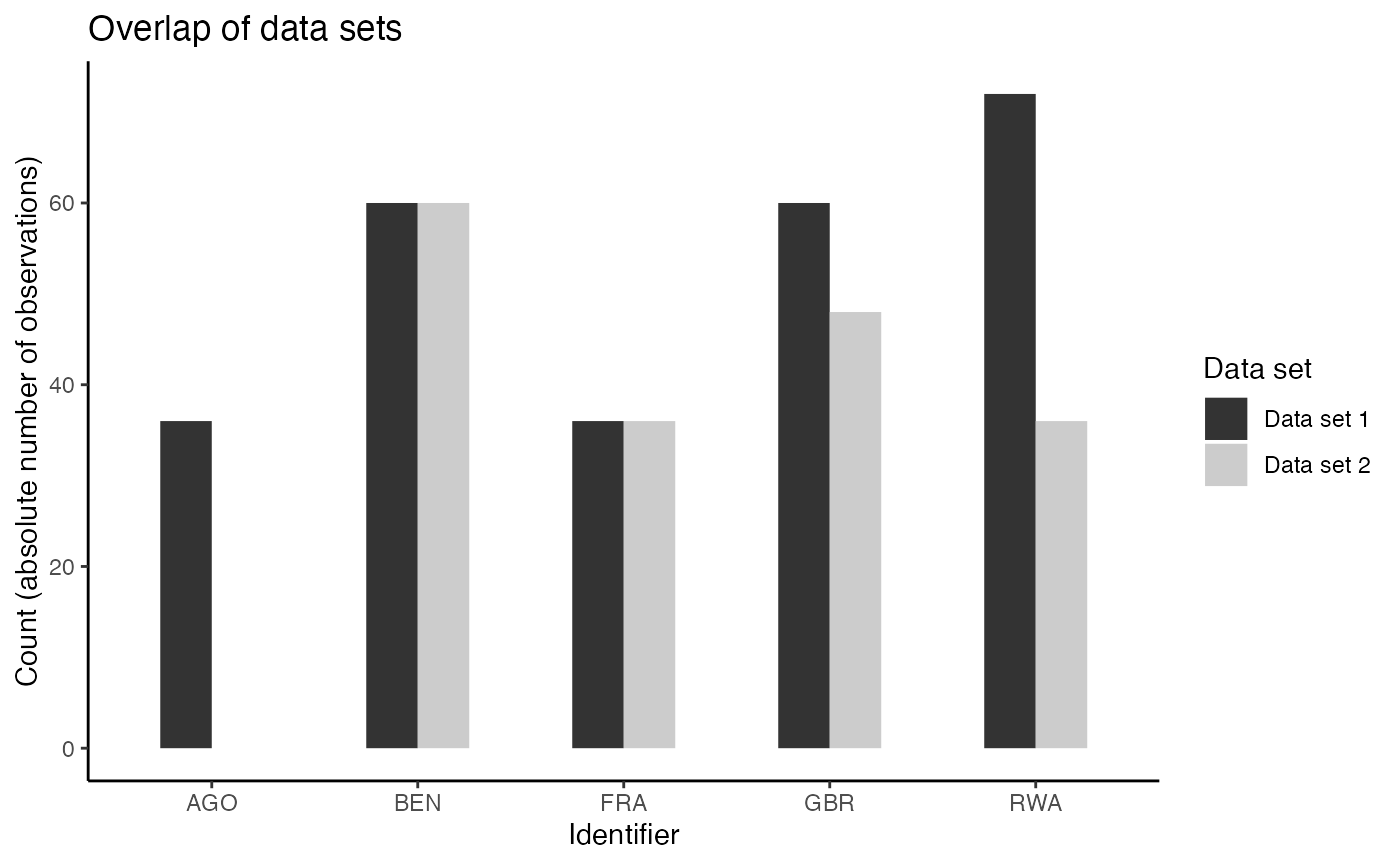 Overlap of data sets
Count (absolute number of observations)
60
40
20
0
AGO
BEN
FRA
GBR
RWA
Identifier
Data set
Data set 1
Data set 2